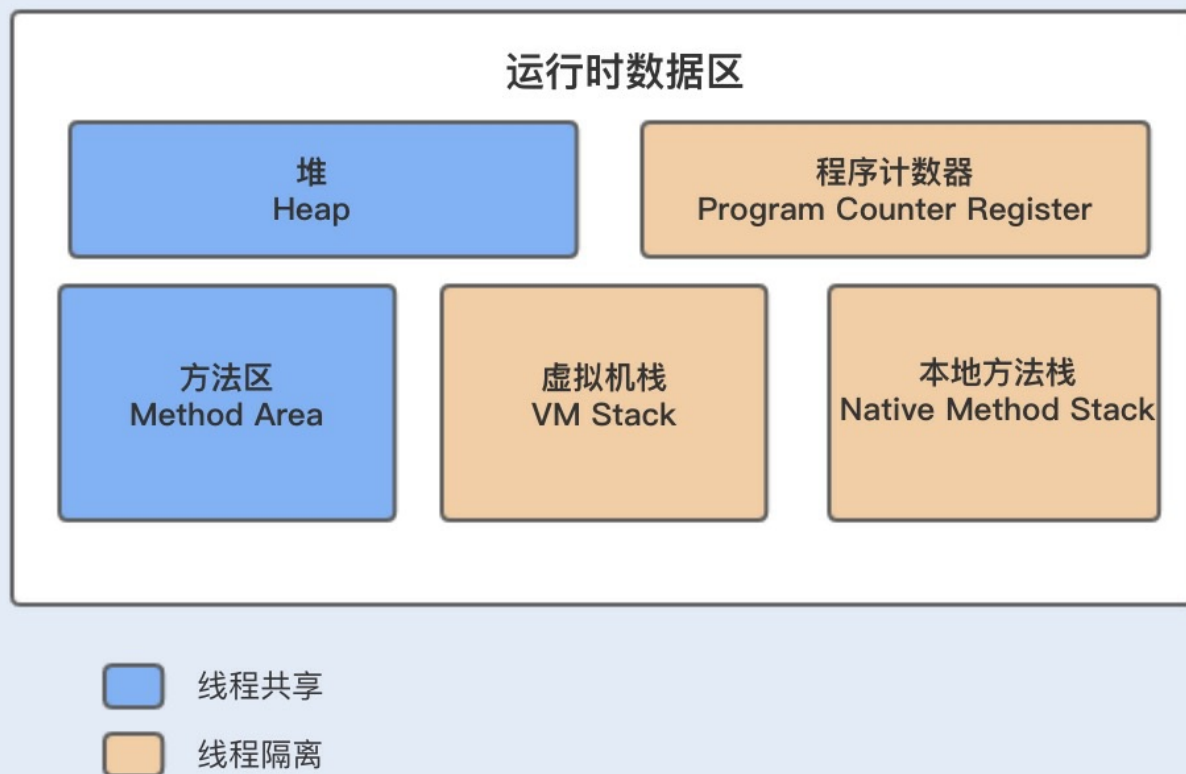 运行时数据区
堆
Heap
程序计数器
Program Counter Register
方法区
Method Area
虚拟机栈
VM Stack
本地方法栈
Native Method Stack
线程共享
线程隔离